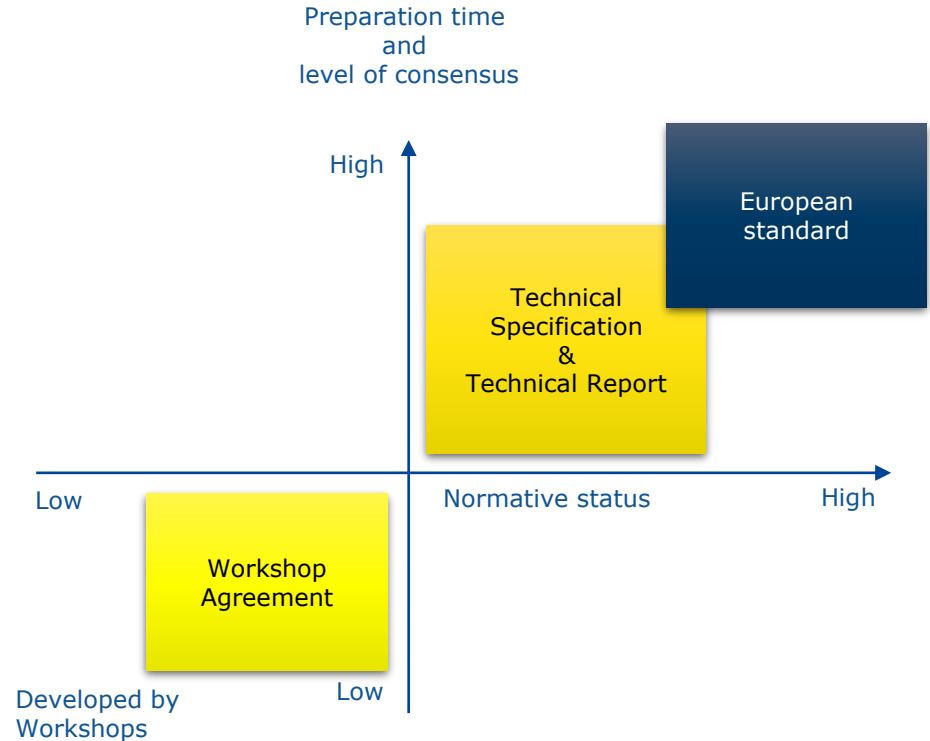 Preparation time
and
level of consensus
High
European
standard
Technical
Specification
&
Technical Report
Low
Normative status
High
Workshop
Agreement
Low
Developed by
Workshops